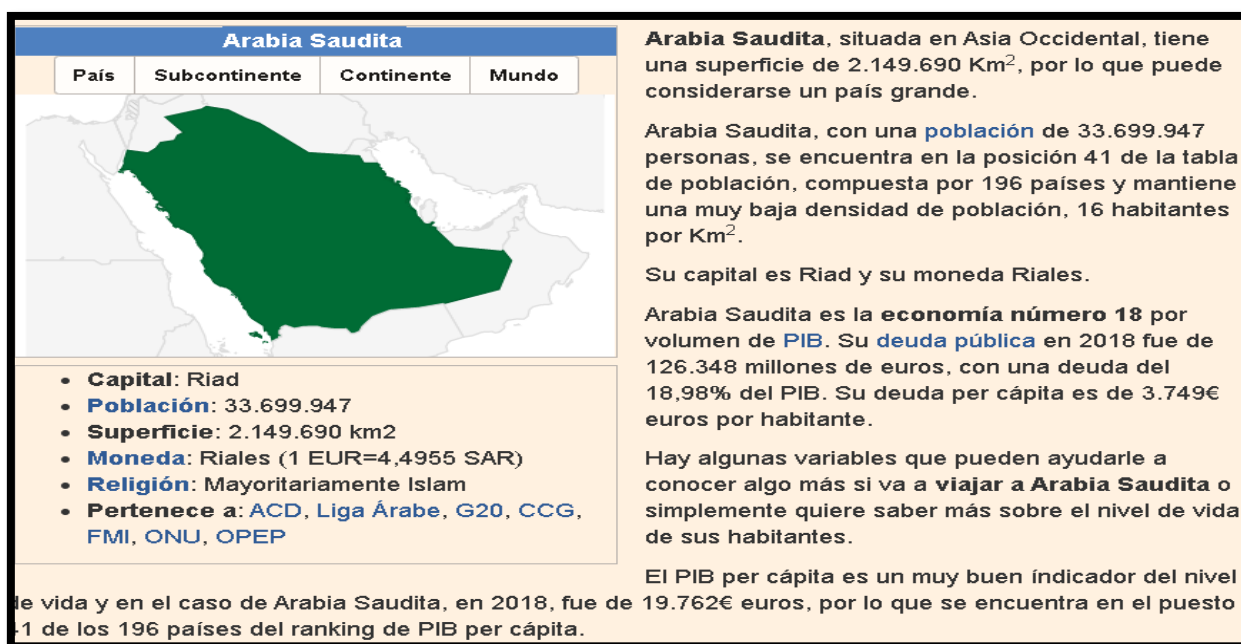 Arabia Saudita
País Subcontinente Continente Mundo
Capital: Riad
Población: 33.699.947
Superficie: 2.149.690 km2
Moneda: Riales (1 EUR=4,4955 SAR)
Religión: Mayoritariamente Islam
Pertenece a: ACD, Liga Árabe, G20, CCG,
FMI, ONU, OPEP
Arabia Saudita, situada en Asia Occidental, tiene
una superficie de 2.149.690 Km², por lo que puede
considerarse un país grande.
Arabia Saudita, con una población de 33.699.947
personas, se encuentra en la posición 41 de la tabla
de población, compuesta por 196 países y mantiene
una muy baja densidad de población, 16 habitantes
por Km².
Su capital es Riad y su moneda Riales.
Arabia Saudita es la economía número 18 por
volumen de PIB. Su deuda pública en 2018 fue de
126.348 millones de euros, con una deuda del
18,98% del PIB. Su deuda per cápita es de 3.749€
euros por habitante.
Hay algunas variables que pueden ayudarle a
conocer algo más si va a viajar a Arabia Saudita o
simplemente quiere saber más sobre el nivel de vida
de sus habitantes.
El PIB per cápita es un muy buen índicador del nivel
de vida y en el caso de Arabia Saudita, en 2018, fue de 19.762€ euros, por lo que se encuentra en el puesto
41 de los 196 países del ranking de PIB per cápita.